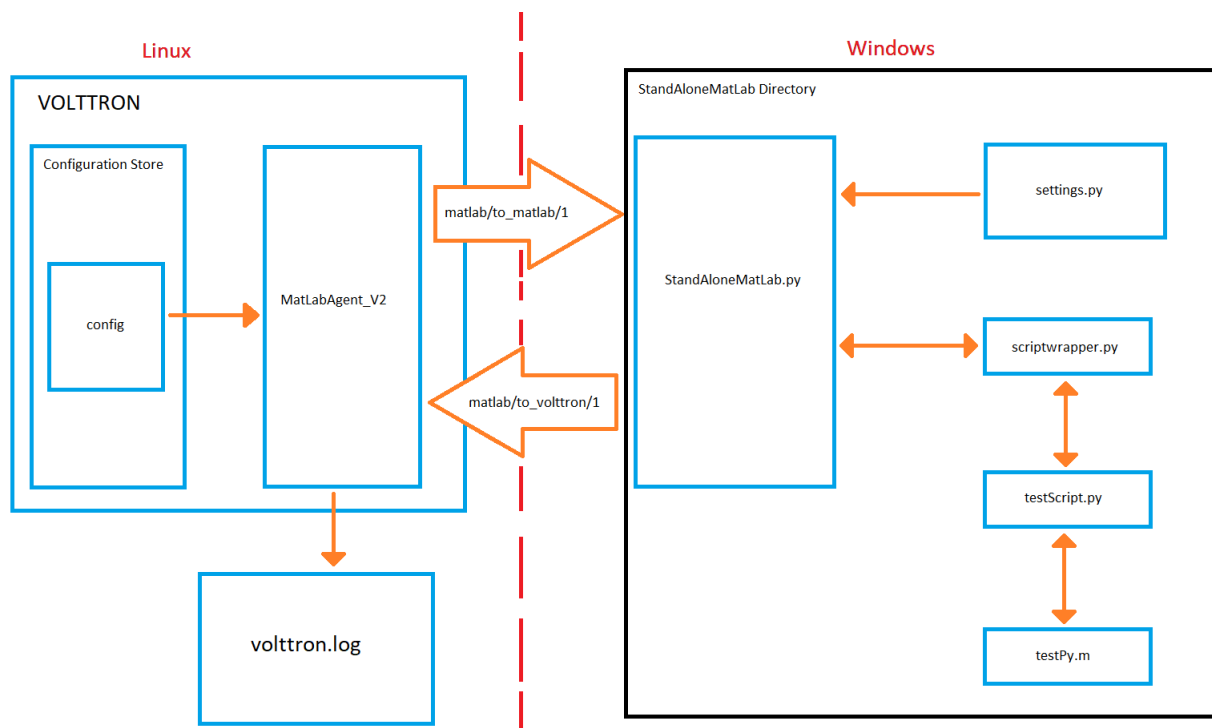 Linux
Windows
VOLTTRON
StandAloneMatLab Directory
Configuration Store
config
MatLabAgent_V2
matlab/to_matlab/1
matlab/to_volttron/1
StandAloneMatLab.py
settings.py
scriptwrapper.py
testScript.py
testPy.m
volttron.log